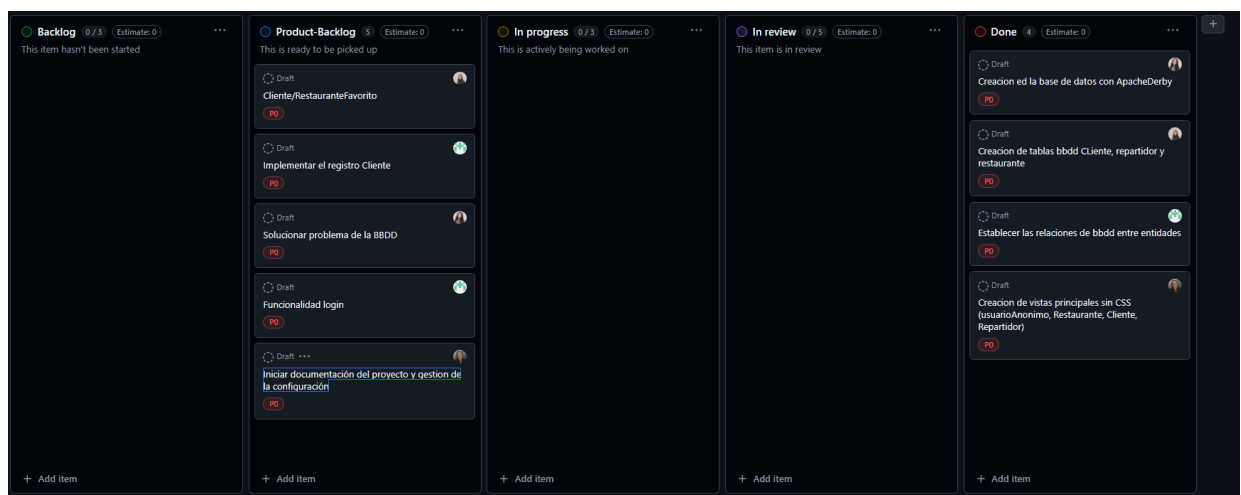 Backlog 0 / 3 Estimate: 0 ...
This item hasn't been started
+ Add item
Product-Backlog 5 Estimate: 0 ...
This is ready to be picked up
Draft
Cliente/RestauranteFavorito
P0
Draft
Implementar el registro Cliente
P0
Draft
Solucionar problema de la BBDD
P0
Draft
Funcionalidad login
P0
Draft ...
Iniciar documentación del proyecto y gestion de
la configuración
P0
+ Add item
In progress 0 / 3 Estimate: 0 ...
This is actively being worked on
+ Add item
In review 0 / 5 Estimate: 0 ...
This item is in review
+ Add item
Done 4 Estimate: 0 ...
Draft
Creacion ed la base de datos con ApacheDerby
P0
Draft
Creacion de tablas bbdd CLiente, repartidor y
restaurante
P0
Draft
Establecer las relaciones de bbdd entre entidades
P0
Draft
Creacion de vistas principales sin CSS
(usuarioAnonimo, Restaurante, Cliente,
Repartidor)
P0
+ Add item
+